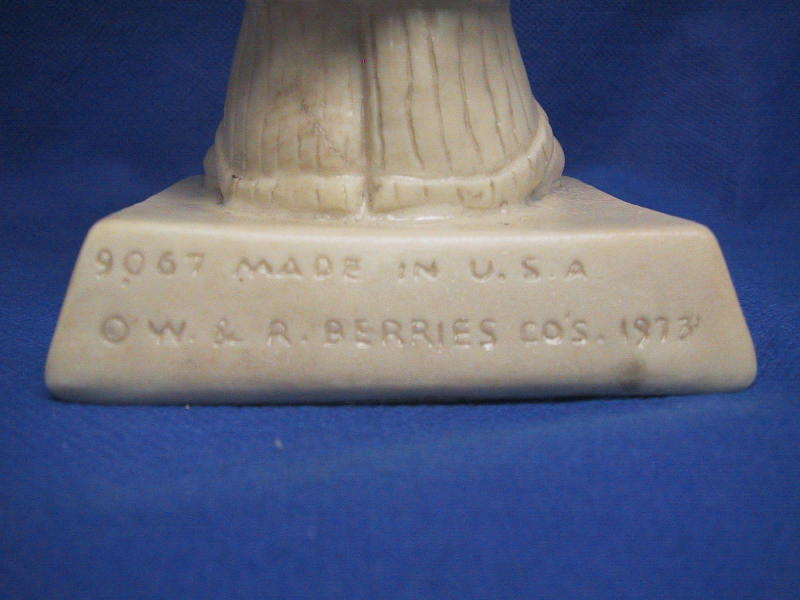 9067 MADE IN U.S.A
© W. & R. BERRIES CO'S. 1973